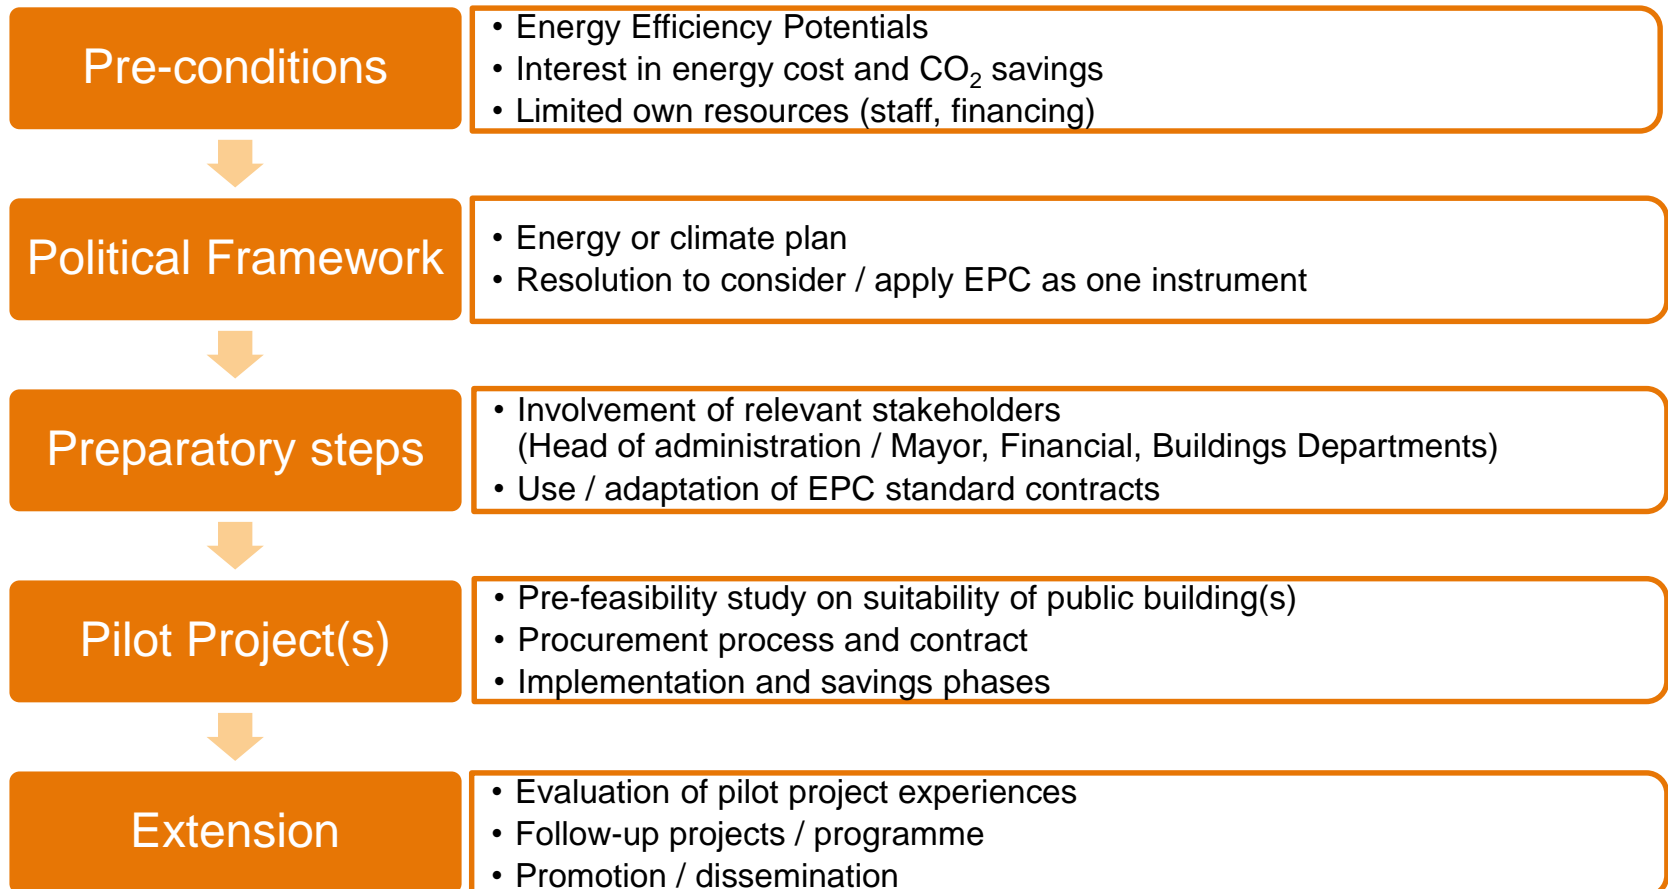 Pre-conditions
• Energy Efficiency Potentials
• Interest in energy cost and CO₂ savings
• Limited own resources (staff, financing)
Political Framework
• Energy or climate plan
• Resolution to consider / apply EPC as one instrument
Preparatory steps
• Involvement of relevant stakeholders
(Head of administration / Mayor, Financial, Buildings Departments)
• Use / adaptation of EPC standard contracts
Pilot Project(s)
• Pre-feasibility study on suitability of public building(s)
• Procurement process and contract
• Implementation and savings phases
Extension
• Evaluation of pilot project experiences
• Follow-up projects / programme
• Promotion / dissemination